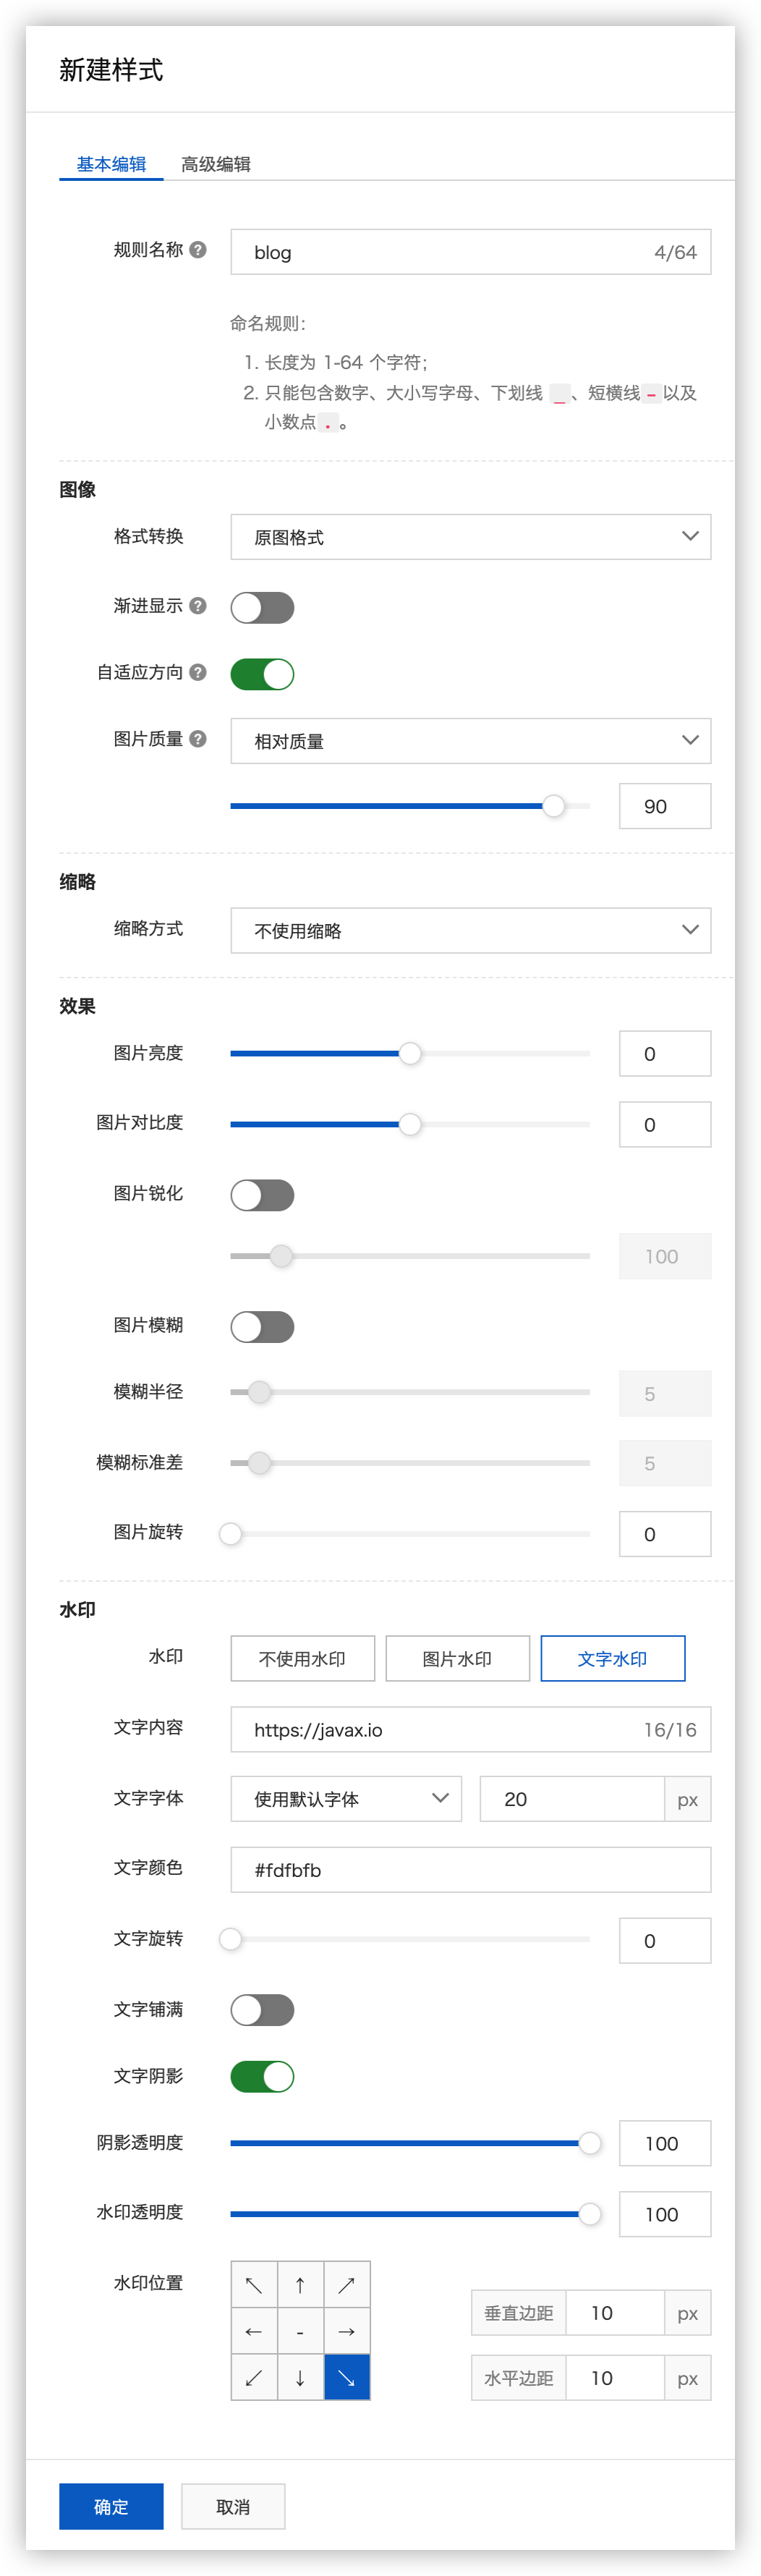 新建样式
基本编辑 高级编辑
规则名称 ? blog 4/64
命名规则：
1. 长度为 1-64 个字符；
2. 只能包含数字、大小写字母、下划线 _、短横线-以及
小数点.。
图像
格式转换 原图格式
渐进显示 ?
自适应方向 ?
图片质量 ? 相对质量
90
缩略
缩略方式 不使用缩略
效果
图片亮度 0
图片对比度 0
图片锐化
100
图片模糊
模糊半径 5
模糊标准差 5
图片旋转 0
水印
水印 不使用水印 图片水印 文字水印
文字内容 https://javax.io 16/16
文字字体 使用默认字体 20 px
文字颜色 #fdfbfb
文字旋转 0
文字铺满
文字阴影
阴影透明度 100
水印透明度 100
水印位置 ↖ ↑ ↗
垂直边距 10 px
← - →
水平边距 10 px
↙ ↓ ↘
确定 取消